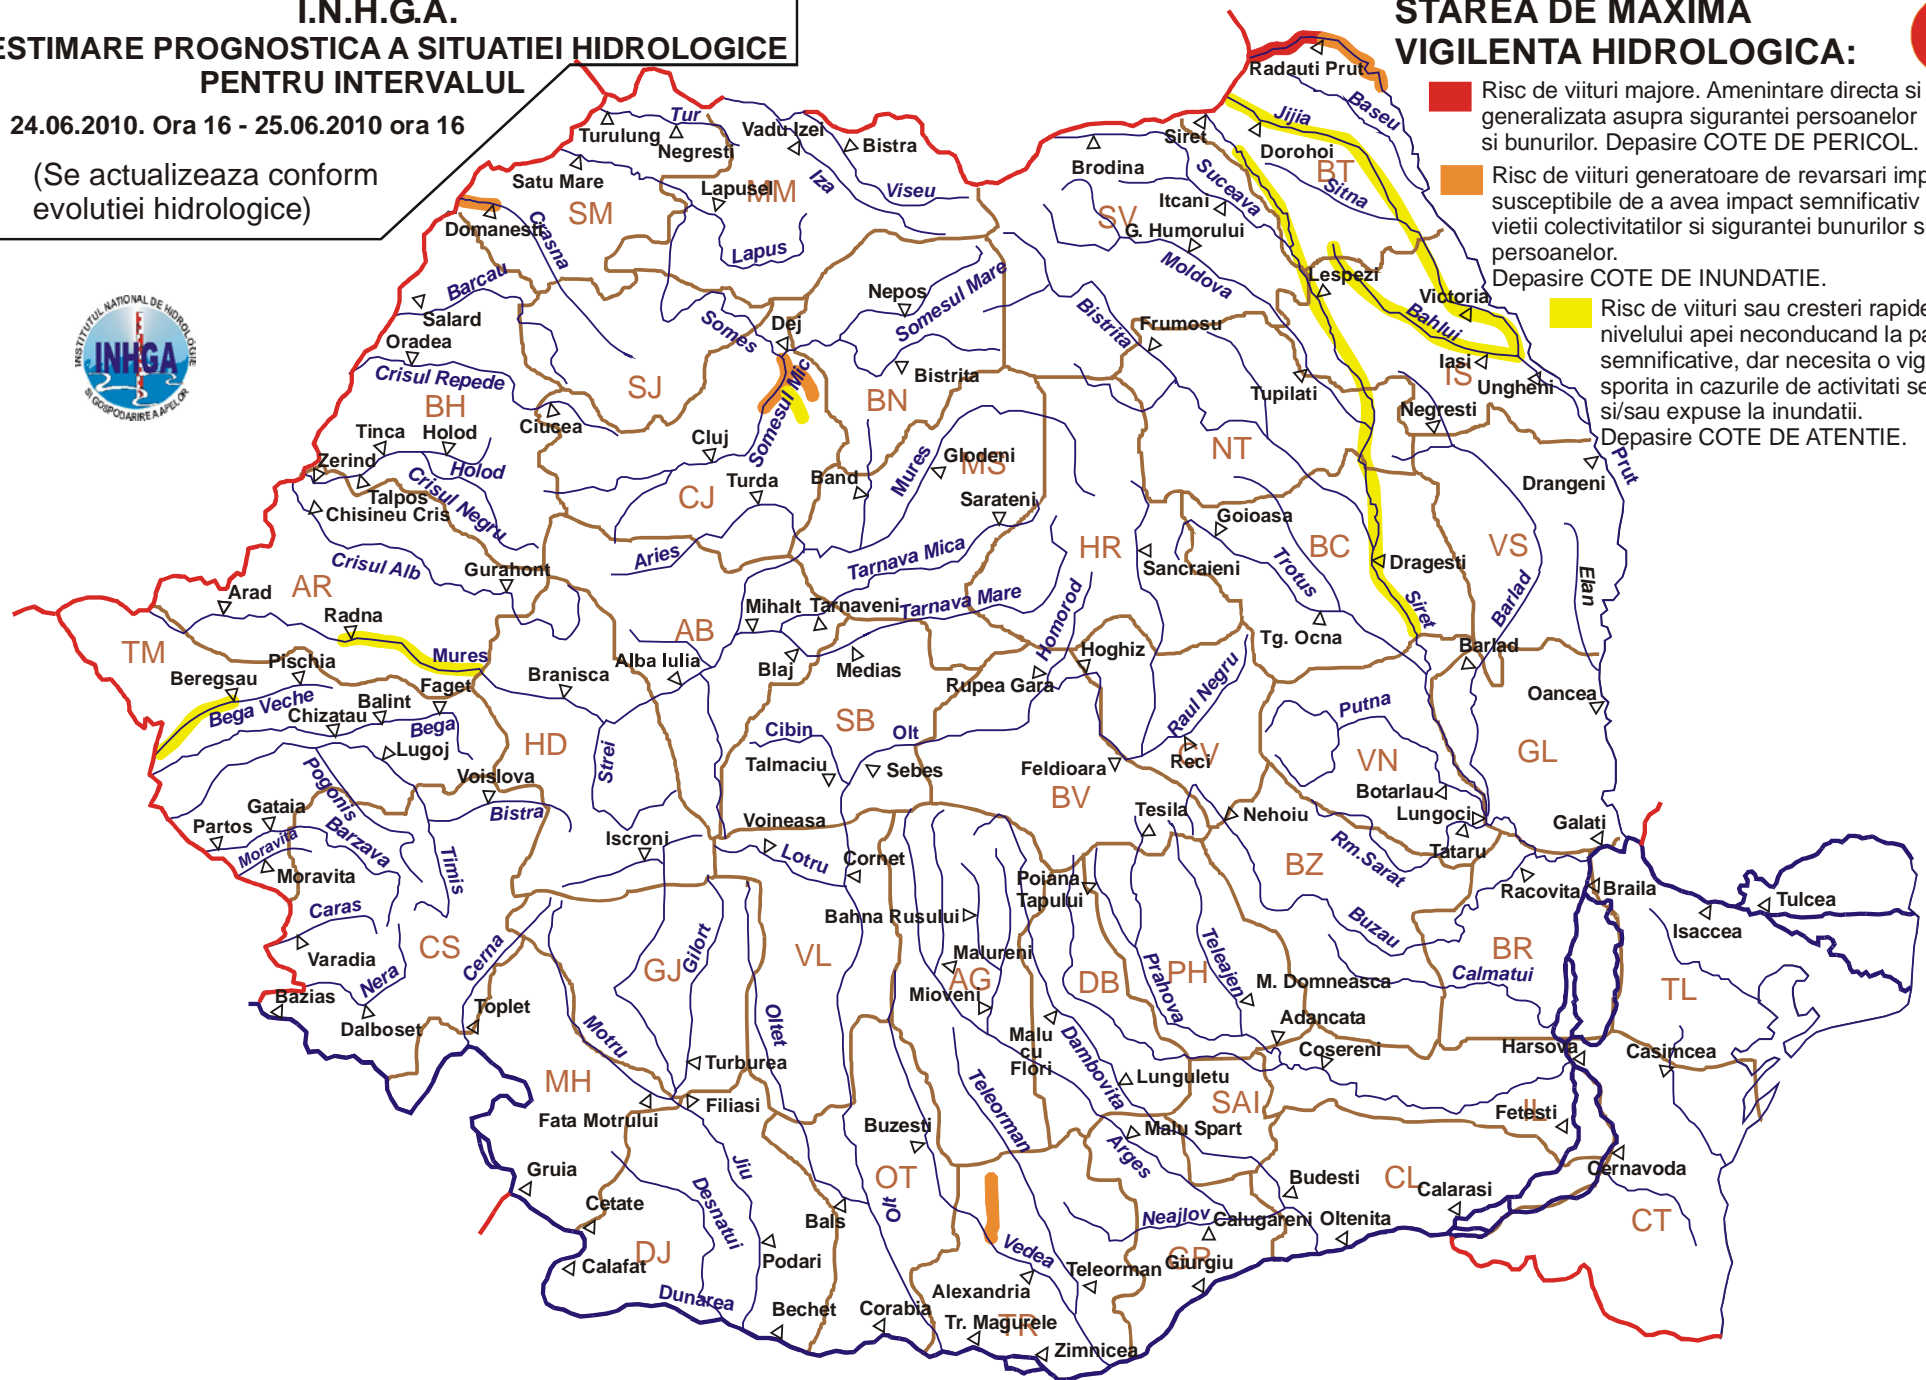 I.N.H.G.A.
ESTIMARE PROGNOSTICA A SITUATIEI HIDROLOGICE
PENTRU INTERVALUL
24.06.2010. Ora 16 - 25.06.2010 ora 16
(Se actualizeaza conform
evolutiei hidrologice)
INSTITUTUL NATIONAL DE HIDROLOGIE
INHGA
SI GOSPODARIRE A APELOR
STAREA DE MAXIMA
VIGILENTA HIDROLOGICA:
Risc de viituri majore. Amenintare directa si
generalizata asupra sigurantei persoanelor
si bunurilor. Depasire COTE DE PERICOL.
Risc de viituri generatoare de revarsari
susceptibile de a avea impact semnificativ
vietii colectivitatilor si sigurantei bunurilor
persoanelor.
Depasire COTE DE INUNDATIE.
Risc de viituri sau cresteri rapide
nivelului apei neconducand la
semnificative, dar necesita o
sporita in cazurile de activitati
si/sau expuse la inundatii.
Depasire COTE DE ATENTIE.
Radauti Prut
Baseu
Jijia
Siret
Dorohoi
BT
Sitna
Brodina
Suceava
Itcani
SV
G. Humorului
Moldova
Tur
Turulung
Negresti
Vadu Izei
Bistra
Satu Mare
Lapusel
MM
Iza
Viseu
SM
Domanesti
Crasna
Lapus
Barcau
Salard
Oradea
Crisul Repede
BH
Ciucea
SJ
Somes
Dej
Nepos
Somesul Mare
Bistrita
BN
Somesul Mic
Cluj
Bistrita
Frumosu
Lespezi
Victoria
Bahlui
Iasi
IS
Ungheni
Tupilati
Negresti
NT
Prut
Drangeni
Tinca
Holod
Zerind
Holod
Talpos
Crisul Negru
Chisineu Cris
Turda
CJ
Band
Mures
Glodeni
MS
Sarateni
Aries
Crisul Alb
Gurahont
AR
Arad
Radna
Tarnava Mica
HR
Sancraieni
Goioasa
BC
Trotus
Dragesti
VS
Barlad
Elan
Siret
Tg. Ocna
Barlad
Oancea
TM
Mures
Pischia
Beregsau
Faget
Bega Veche
Balint
Chizatau
Bega
Lugoj
Branisca
Alba Iulia
AB
Mihalt
Tarnaveni
Tarnava Mare
Blaj
Medias
Homorod
Hoghiz
Rupea Gara
Raul Negru
HD
Strei
SB
Cibin
Olt
Talmaciu
Sebes
Feldioara
BV
CV
Reci
Putna
VN
GL
Botarlau
Lungoci
Galati
Tataru
Pogonis
Voislova
Gataia
Bistra
Partos
Moravita
Barzava
Moravita
Timis
Iscroni
Voineasa
Lotru
Cornet
Tesila
Nehoiu
BZ
Rm.Sarat
Racovita
Braila
Tulcea
Isaccea
Poiana
Tapului
Bahna Rusului
Caras
CS
Varadia
Nera
Cerna
GJ
Gilort
VL
Malureni
AG
Mioveni
DB
PH
Prahova
Teleajen
M. Domneasca
Buzau
BR
Calmatui
TL
Bazias
Dalboset
Toplet
Motru
Turburea
Oltet
Malu
cu
Flori
Dambovita
Adancata
Cosereni
Harsova
Casimcea
MH
Fata Motrului
Filiasi
Lunguletu
SAI
IL
Fetesti
Teleorman
Malu Spart
Buzesti
Arges
Gruia
Jiu
Desnatui
OT
Olt
Bals
Cetate
Budesti
CL
Calarasi
Cernavoda
CT
Neajlov
Calugareni
Oltenita
DJ
Calafat
Podari
Vedea
Teleorman
GR
Giurgiu
Alexandria
Dunarea
Bechet
Corabia
Tr. Magurele
TR
Zimnicea